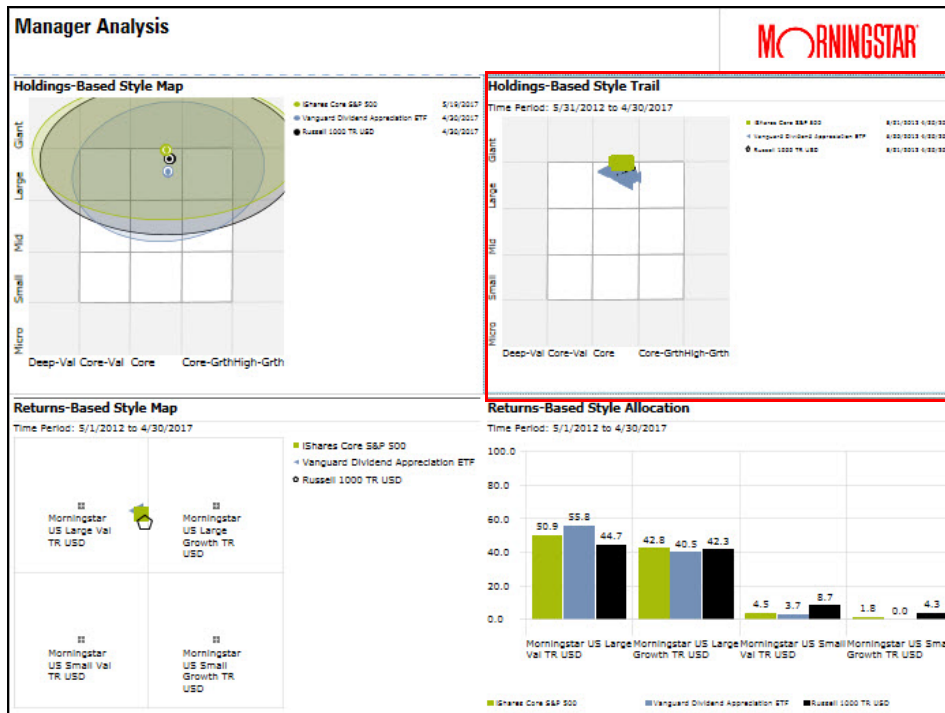 Manager Analysis
MORNINGSTAR
Holdings-Based Style Map
iShares Core S&P 500 5/19/2017
Vanguard Dividend Appreciation ETF 4/30/2017
Russell 1000 TR USD 4/30/2017
Giant
Large
Mid
Small
Micro
Deep-Val Core-Val Core Core-Grth High-Grth
Holdings-Based Style Trail
Time Period: 5/31/2012 to 4/30/2017
iShares Core S&P 500
Vanguard Dividend Appreciation ETF
Russell 1000 TR USD
Giant
Large
Mid
Small
Micro
Deep-Val Core-Val Core Core-Grth High-Grth
Returns-Based Style Map
Time Period: 5/1/2012 to 4/30/2017
iShares Core S&P 500
Vanguard Dividend Appreciation ETF
Russell 1000 TR USD
Morningstar
US Large Val
TR USD
Morningstar
US Large
Growth TR
USD
Morningstar
US Small Val
TR USD
Morningstar
US Small
Growth TR
USD
Returns-Based Style Allocation
Time Period: 5/1/2012 to 4/30/2017
100.0
80.0
60.0
40.0
20.0
0.0
50.9 55.8 44.7
42.8 40.5 42.3
4.5 3.7 8.7
1.8 0.0 4.3
Morningstar US Large
Val TR USD
Morningstar US Large
Growth TR USD
Morningstar US Small
Val TR USD
Morningstar US Sma
Growth TR USD
iShares Core S&P 500 Vanguard Dividend Appreciation ETF Russell 1000 TR USD